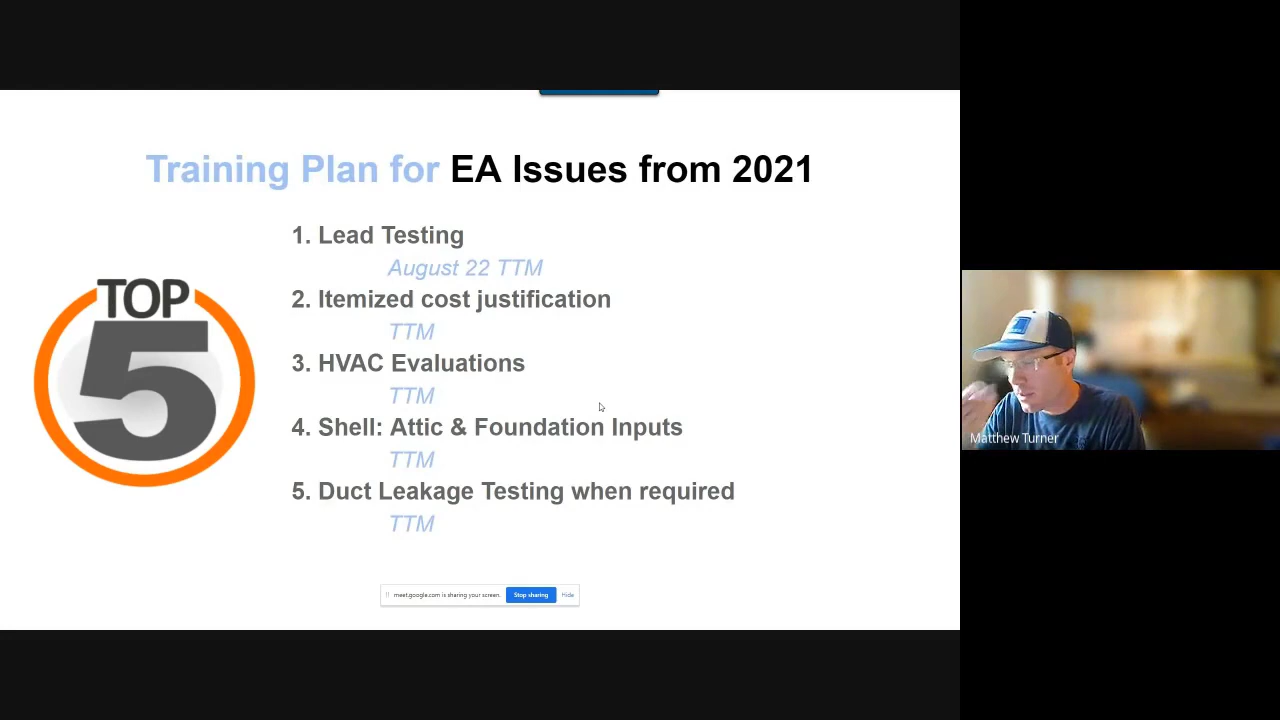 Training Plan for EA Issues from 2021
TOP
5
1. Lead Testing
August 22 TTM
2. Itemized cost justification
TTM
3. HVAC Evaluations
TTM
4. Shell: Attic & Foundation Inputs
TTM
5. Duct Leakage Testing when required
TTM
meet.google.com is sharing your screen. Stop sharing Hide
Matthew Turner